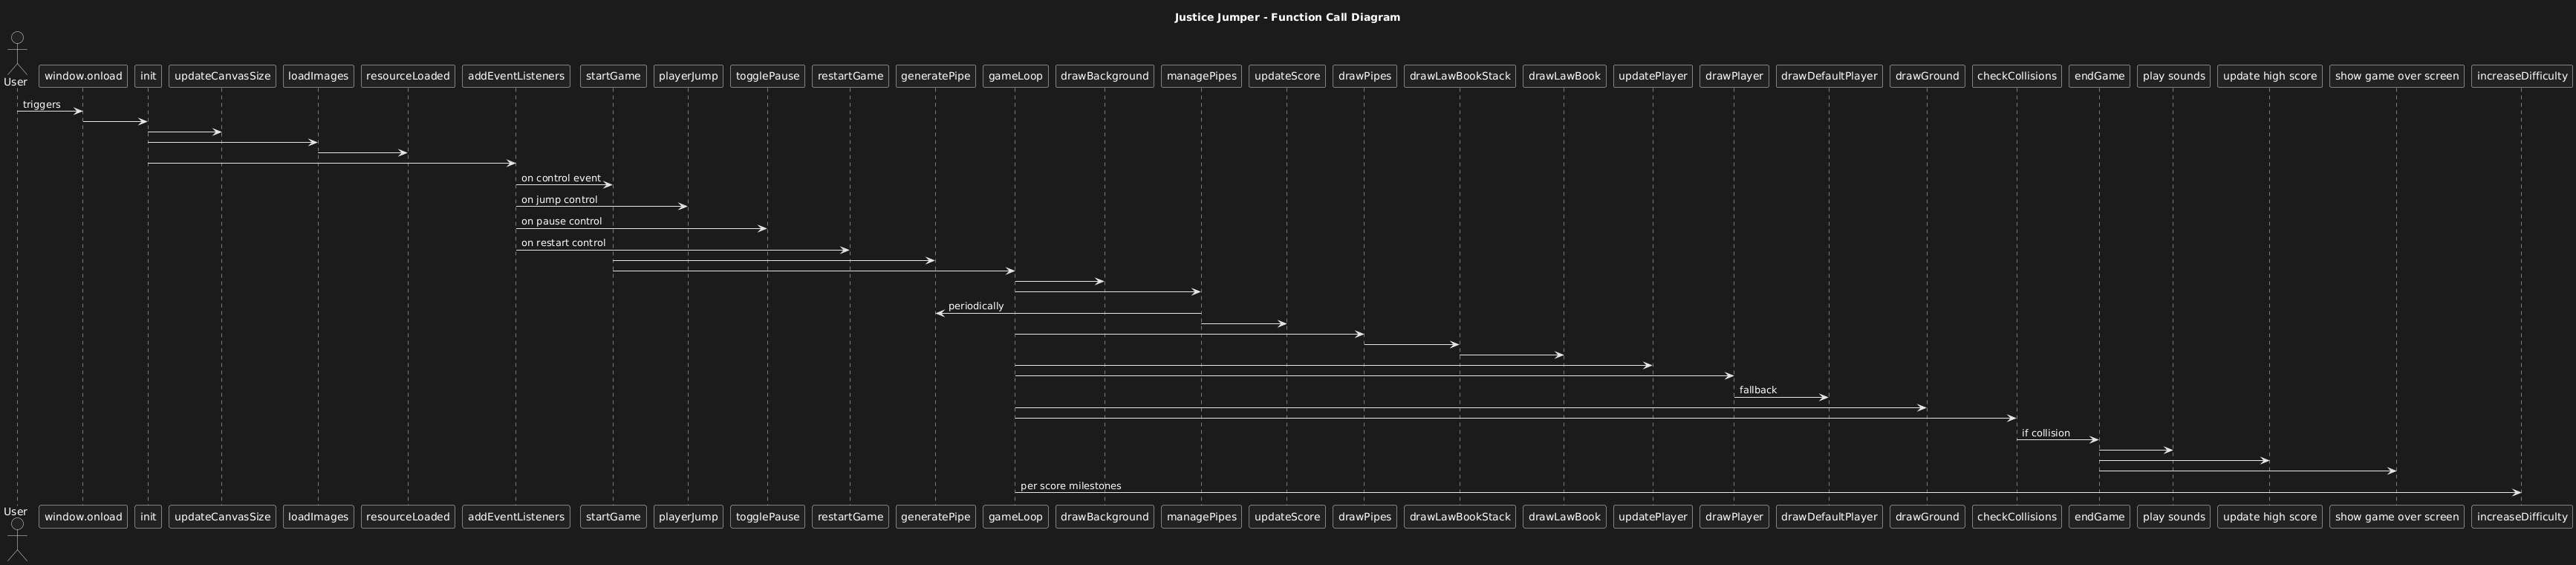 Justice Jumper - Function Call Diagram
User
window.onload
init
updateCanvasSize
loadImages
resourceLoaded
addEventListeners
startGame
playerJump
togglePause
restartGame
generatePipe
gameLoop
drawBackground
managePipes
updateScore
drawPipes
drawLawBookStack
drawLawBook
updatePlayer
drawPlayer
drawDefaultPlayer
drawGround
checkCollisions
endGame
play sounds
update high score
show game over screen
increaseDifficulty
triggers
on control event
on jump control
on pause control
on restart control
periodically
fallback
if collision
per score milestones
User
window.onload
init
updateCanvasSize
loadImages
resourceLoaded
addEventListeners
startGame
playerJump
togglePause
restartGame
generatePipe
gameLoop
drawBackground
managePipes
updateScore
drawPipes
drawLawBookStack
drawLawBook
updatePlayer
drawPlayer
drawDefaultPlayer
drawGround
checkCollisions
endGame
play sounds
update high score
show game over screen
increaseDifficulty